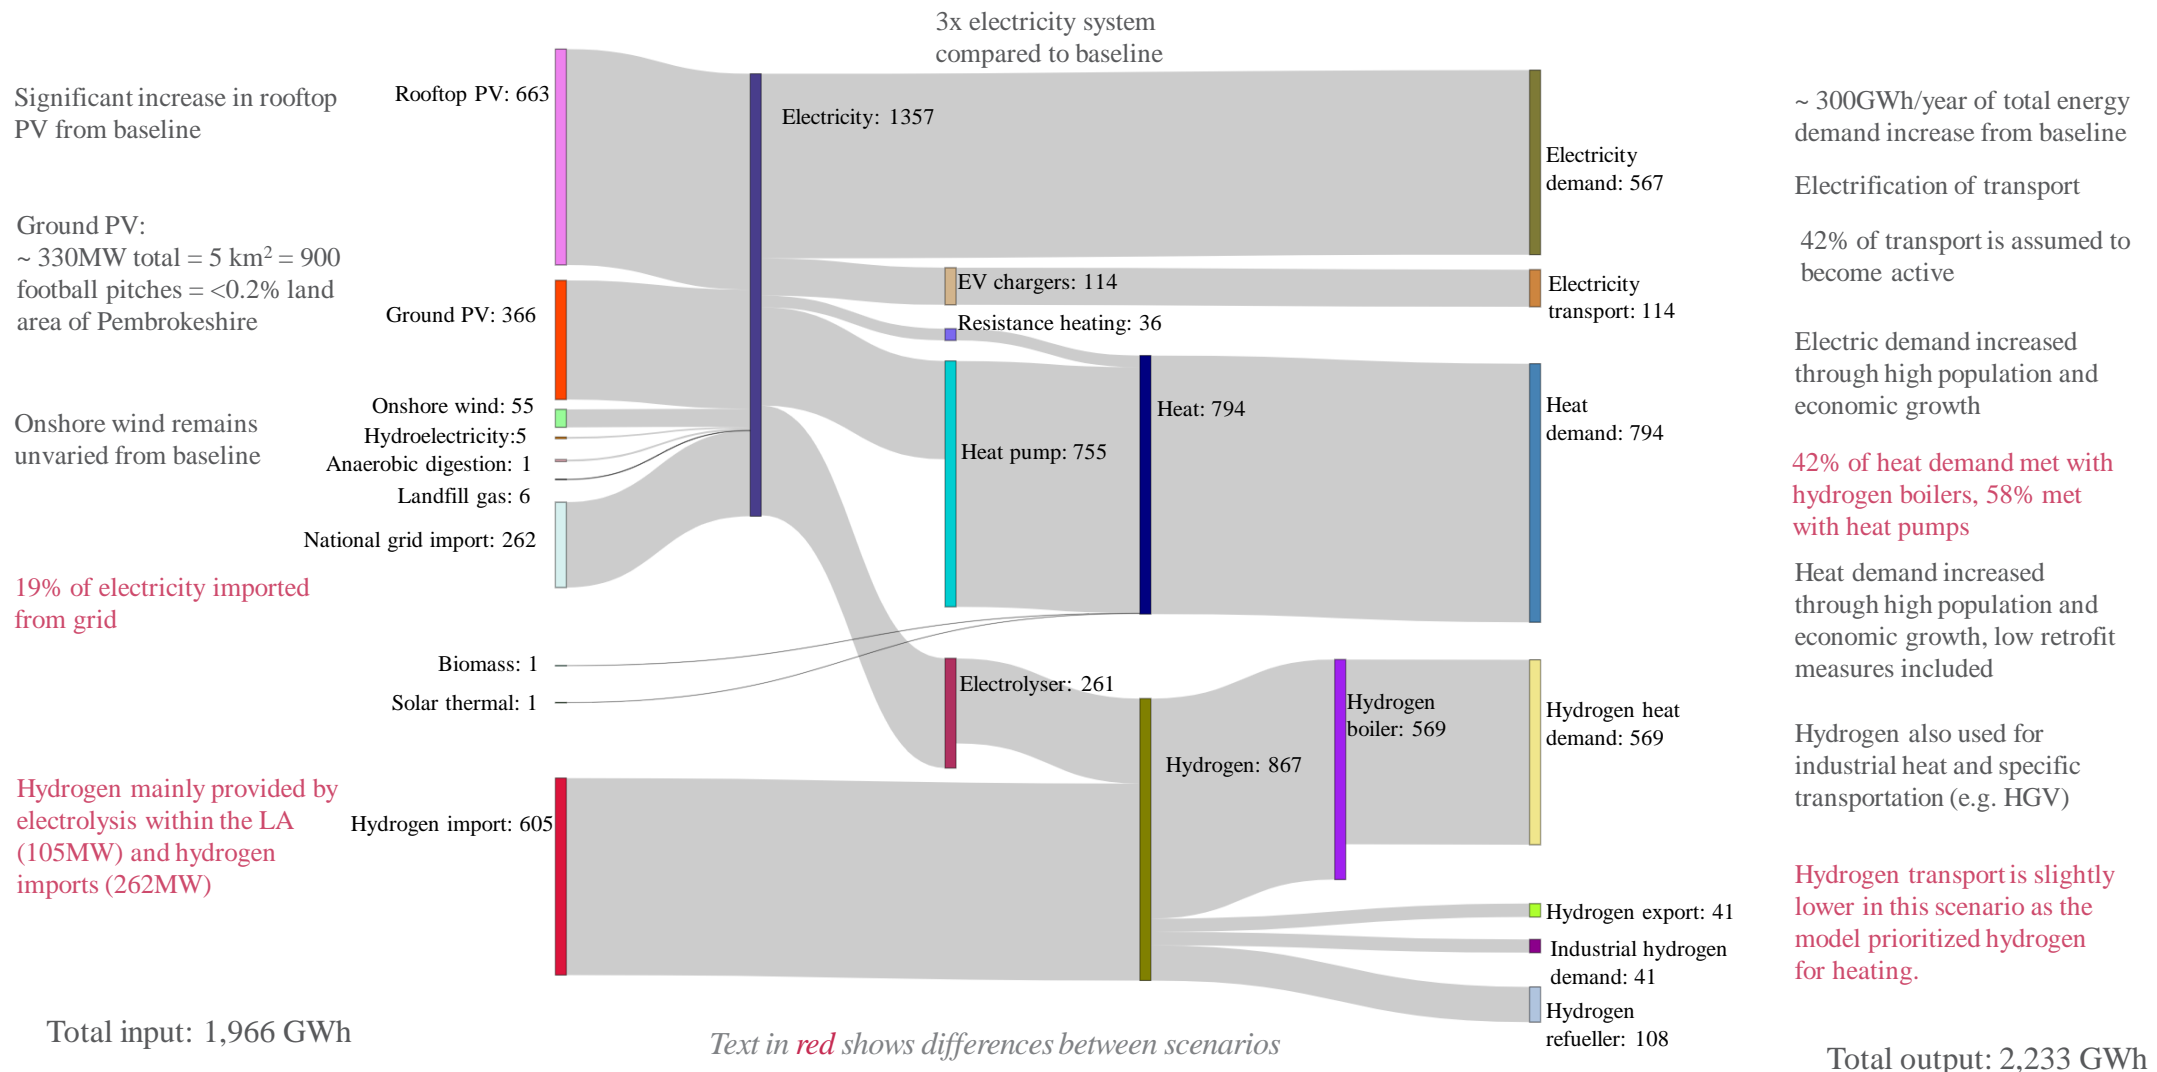 3x electricity system
compared to baseline
Significant increase in rooftop
PV from baseline
Ground PV:
~ 330MW total = 5 km² = 900
football pitches = <0.2% land
area of Pembrokeshire
Onshore wind remains
unvaried from baseline
19% of electricity imported
from grid
Hydrogen mainly provided by
electrolysis within the LA
(105MW) and hydrogen
imports (262MW)
Total input: 1,966 GWh
Rooftop PV: 663
Ground PV: 366
Onshore wind: 55
Hydroelectricity:5
Anaerobic digestion: 1
Landfill gas: 6
National grid import: 262
Biomass: 1
Solar thermal: 1
Hydrogen import: 605
Electricity: 1357
EV chargers: 114
Resistance heating: 36
Heat pump: 755
Electrolyser: 261
Heat: 794
Hydrogen: 867
Hydrogen
boiler: 569
Electricity
demand: 567
Electricity
transport: 114
Heat
demand: 794
Hydrogen heat
demand: 569
Hydrogen export: 41
Industrial hydrogen
demand: 41
Hydrogen
refueller: 108
Text in red shows differences between scenarios
~ 300GWh/year of total energy
demand increase from baseline
Electrification of transport
42% of transport is assumed to
become active
Electric demand increased
through high population and
economic growth
42% of heat demand met with
hydrogen boilers, 58% met
with heat pumps
Heat demand increased
through high population and
economic growth, low retrofit
measures included
Hydrogen also used for
industrial heat and specific
transportation (e.g. HGV)
Hydrogen transport is slightly
lower in this scenario as the
model prioritized hydrogen
for heating.
Total output: 2,233 GWh